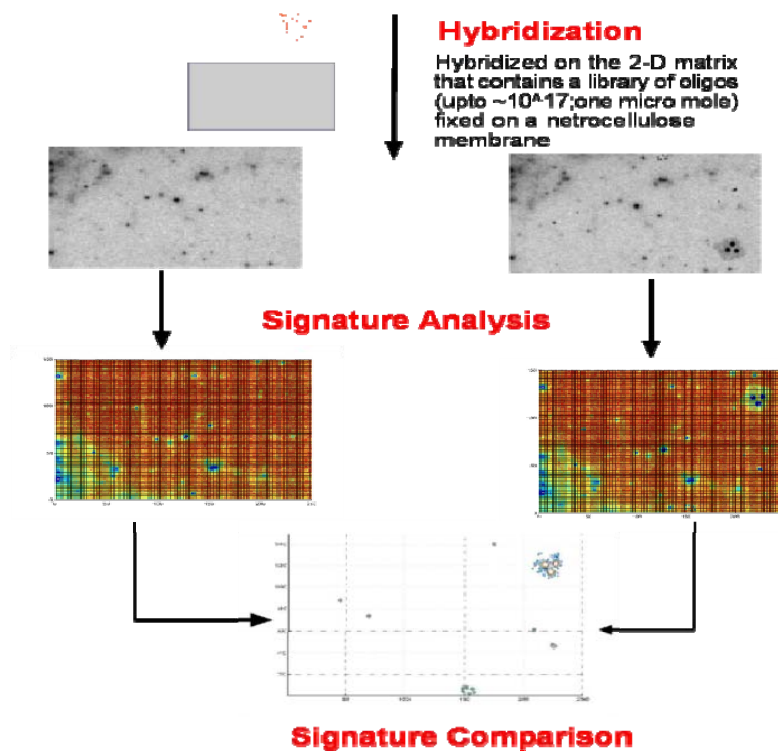 Hybridization
Hybridized on the 2-D matrix
that contains a library of oligos
(upto ~10^17;one micro mole)
fixed on a netrocellulose
membrane
Signature Analysis
Signature Comparison